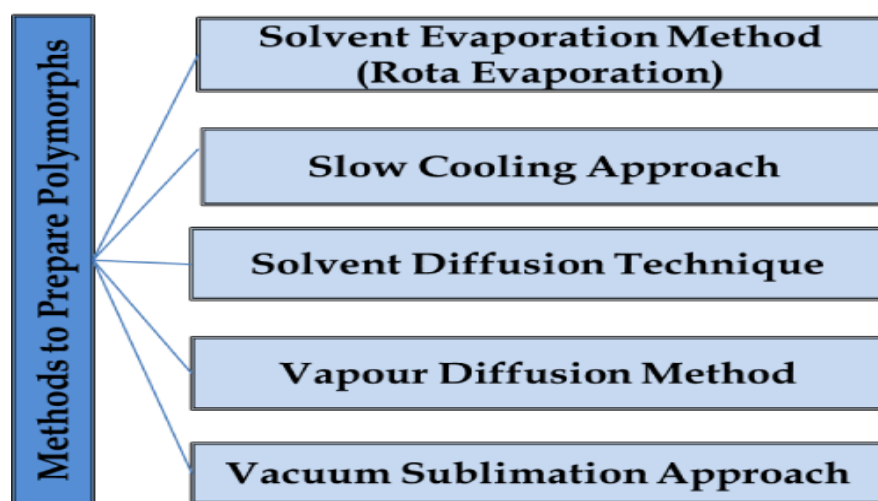 Methods to Prepare Polymorphs
Solvent Evaporation Method
(Rota Evaporation)
Slow Cooling Approach
Solvent Diffusion Technique
Vapour Diffusion Method
Vacuum Sublimation Approach